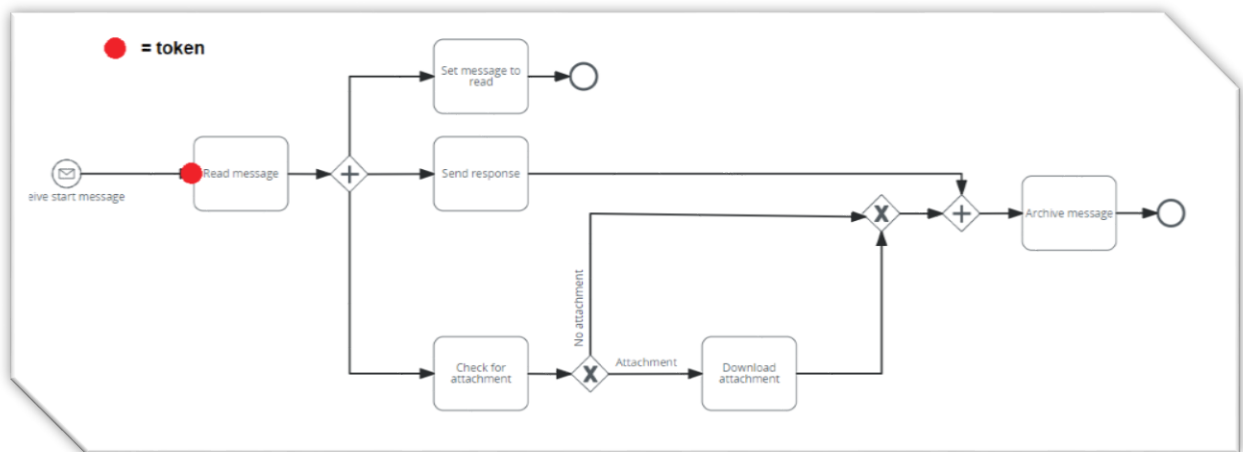 = token
Set message to
read
Read message
Send response
eive start message
Archive message
No attachment
Attachment
Check for
attachment
Download
attachment